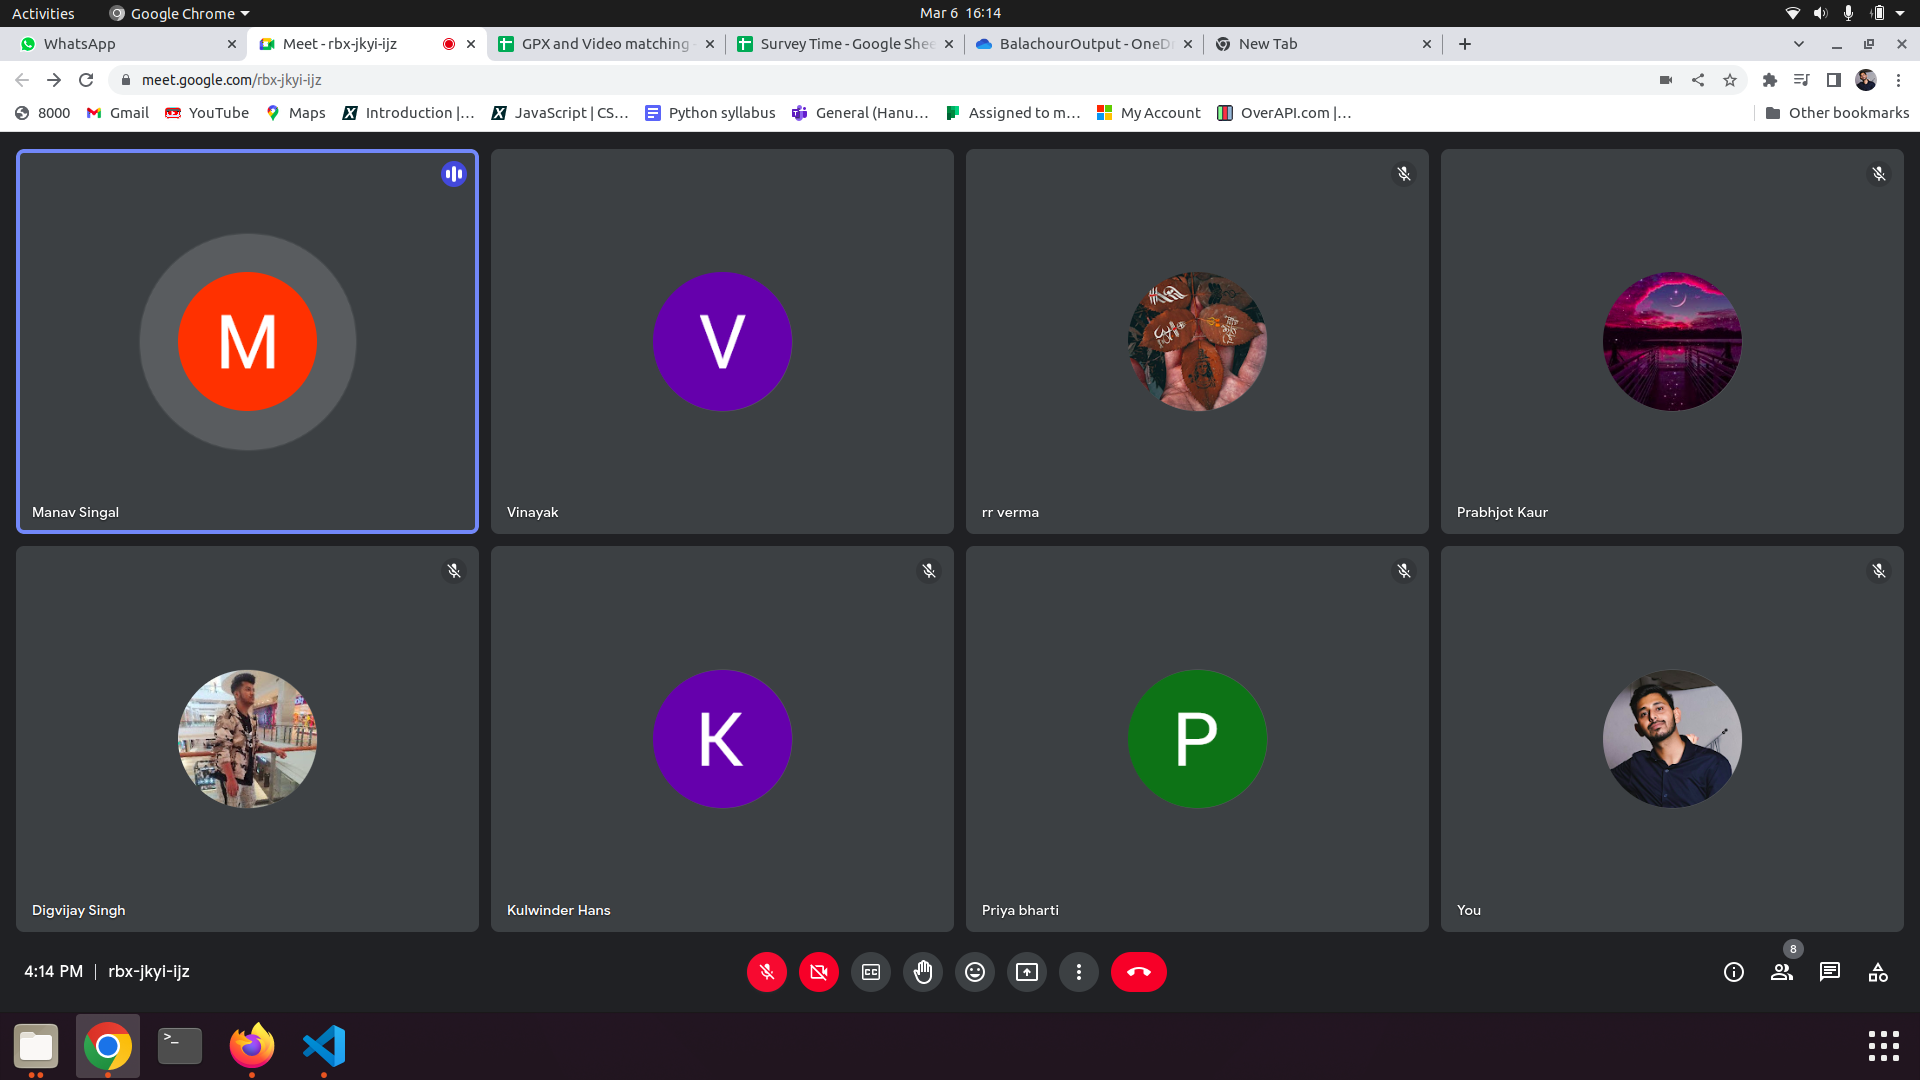 Activities Google Chrome Mar 6 16:14
WhatsApp Meet - rbx-jkyi-ijz GPX and Video matching Survey Time - Google Shee BalachourOutput - OneD New Tab
meet.google.com/rbx-jkyi-ijz
8000 Gmail YouTube Maps Introduction |... JavaScript | CS... Python syllabus General (Hanu... Assigned to m... My Account OverAPI.com |... Other bookmarks
M V
Manav Singal Vinayak rr verma Prabhjot Kaur
K P
Digvijay Singh Kulwinder Hans Priya bharti You
8
4:14 PM | rbx-jkyi-ijz CC
>_